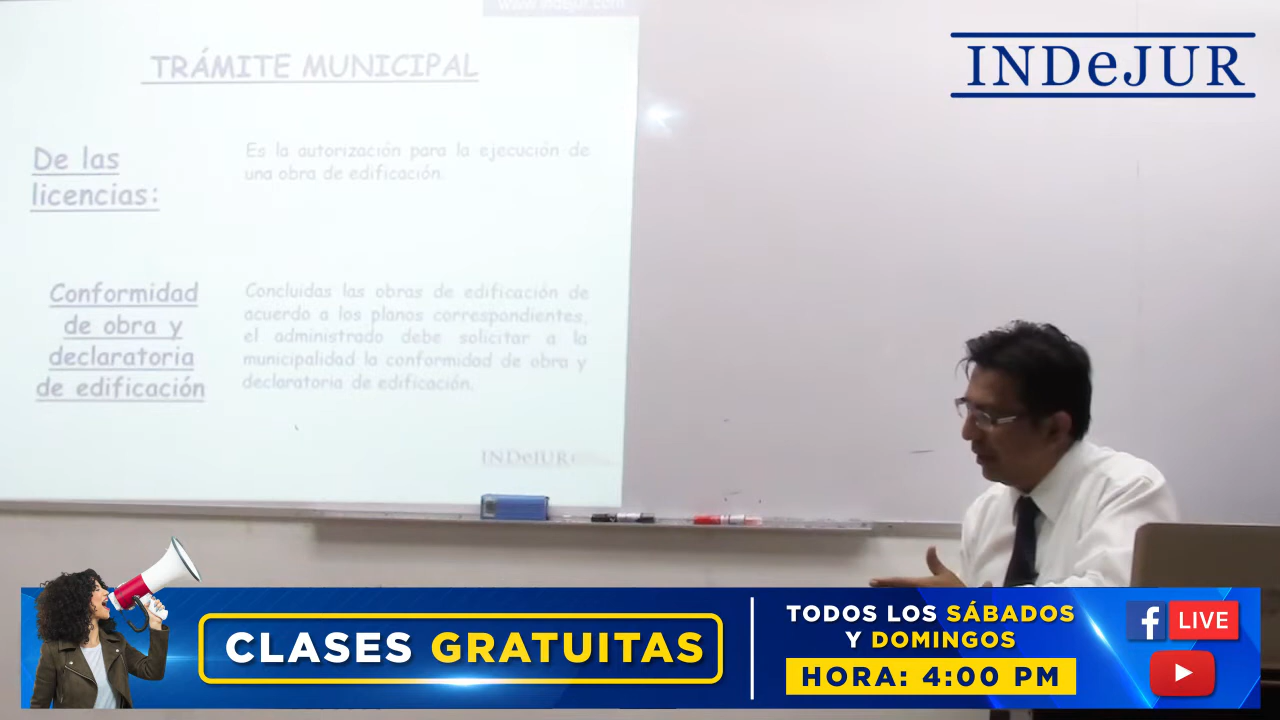 www.indejur.com
INDeJUR
TRÁMITE MUNICIPAL
De las
licencias:
Es la autorización para la ejecución de
una obra de edificación.
Conformidad
de obra y
declaratoria
de edificación
Concluidas las obras de edificación de
acuerdo a los planos correspondientes,
el administrado debe solicitar a la
municipalidad la conformidad de obra y
declaratoria de edificación.
INDeJUR
CLASES GRATUITAS
TODOS LOS SÁBADOS
Y DOMINGOS
HORA: 4:00 PM
f LIVE